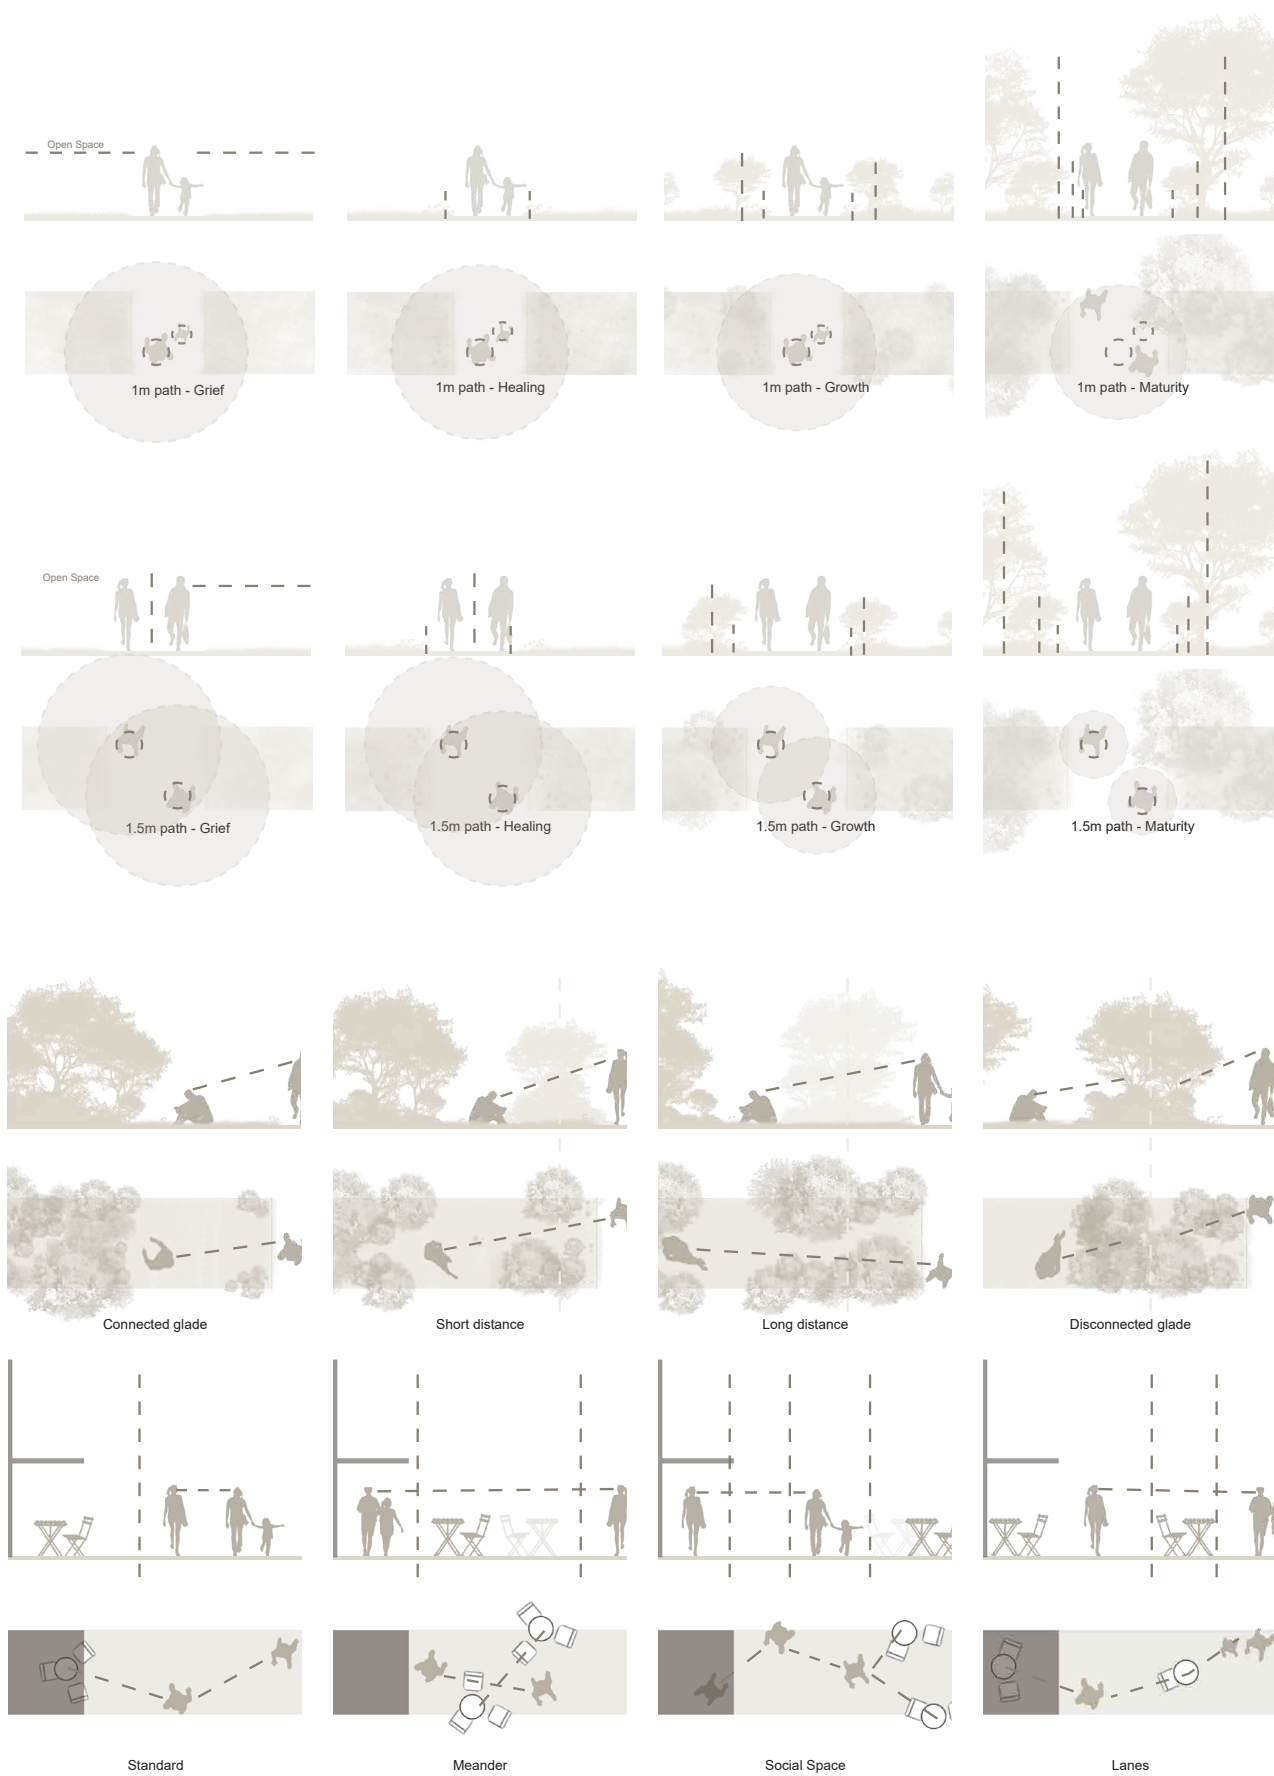 Open Space
1m path - Grief
1m path - Healing
1m path - Growth
1m path - Maturity
Open Space
1.5m path - Grief
1.5m path - Healing
1.5m path - Growth
1.5m path - Maturity
Connected glade
Short distance
Long distance
Disconnected glade
Standard
Meander
Social Space
Lanes